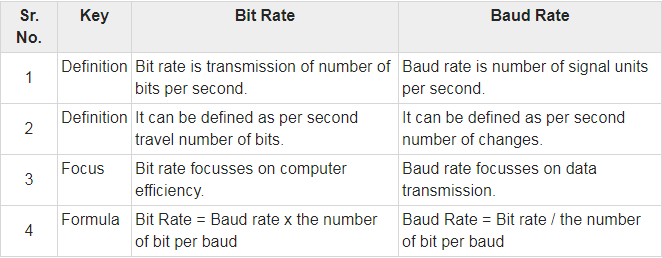 Sr. No. Key Bit Rate Baud Rate
1 Definition Bit rate is transmission of number of bits per second. Baud rate is number of signal units per second.
2 Definition It can be defined as per second travel number of bits. It can be defined as per second number of changes.
3 Focus Bit rate focusses on computer efficiency. Baud rate focusses on data transmission.
4 Formula Bit Rate = Baud rate x the number of bit per baud Baud Rate = Bit rate / the number of bit per baud